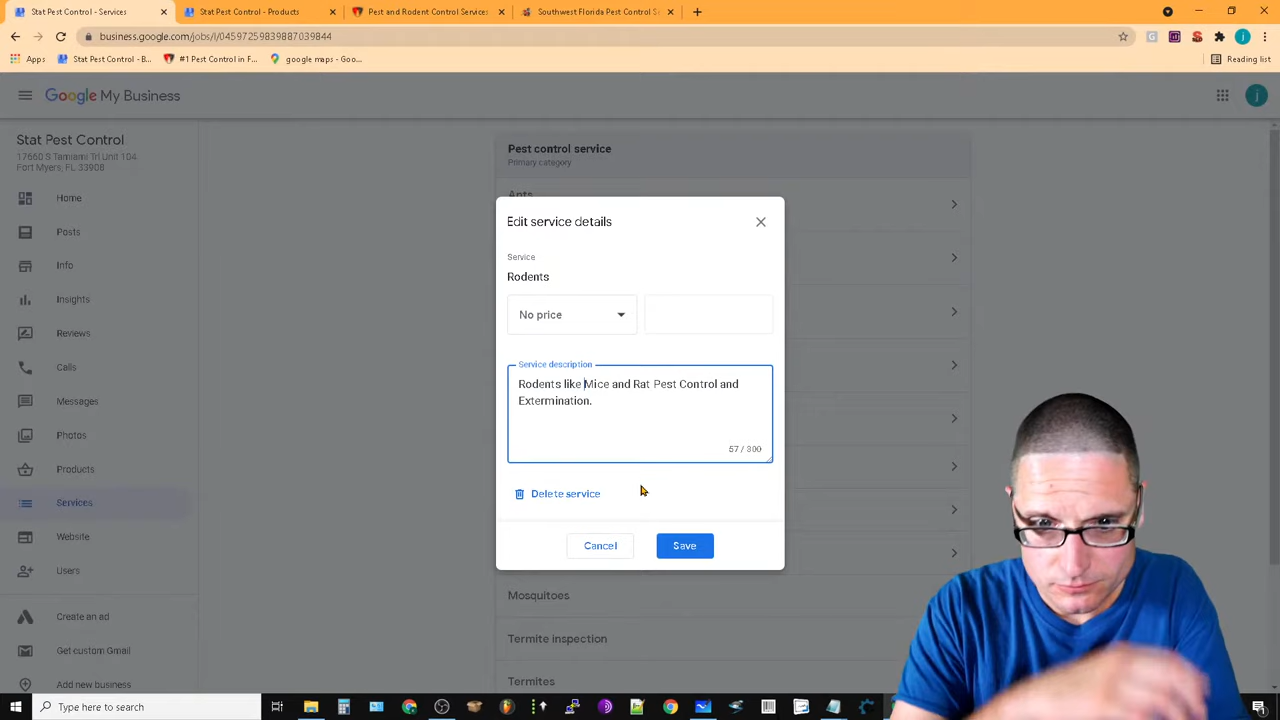 Stat Pest Control - Services
Stat Pest Control - Products
Pest and Rodent Control Services
Southwest Florida Pest Control Se
business.google.com/jobs/l/04597259839887039844
Apps
Stat Pest Control - B...
#1 Pest Control in F...
google maps - Goo...
Reading list
Google My Business
j
Stat Pest Control
17660 S Tamiami Trl Unit 104
Fort Myers, FL 33908
Home
Posts
Info
Insights
Reviews
Calls
Messages
Photos
Products
Services
Website
Users
Create an ad
Get custom Gmail
Add new business
Pest control service
Primary category
Ants
Edit service details
Service
Rodents
No price
Service description
Rodents like Mice and Rat Pest Control and
Extermination.
57 / 300
Delete service
Cancel
Save
Mosquitoes
Termite inspection
Termites
Type here to search